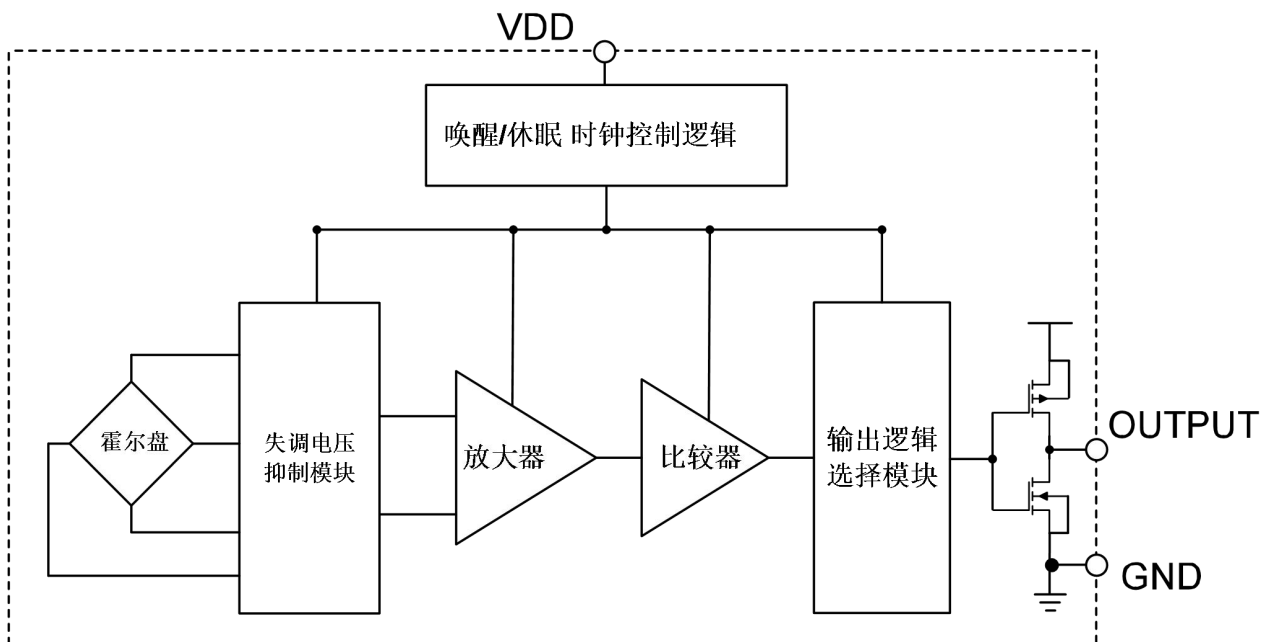 VDD
唤醒/休眠 时钟控制逻辑
霍尔盘
失调电压
抑制模块
放大器
比较器
输出逻辑
选择模块
OUTPUT
GND